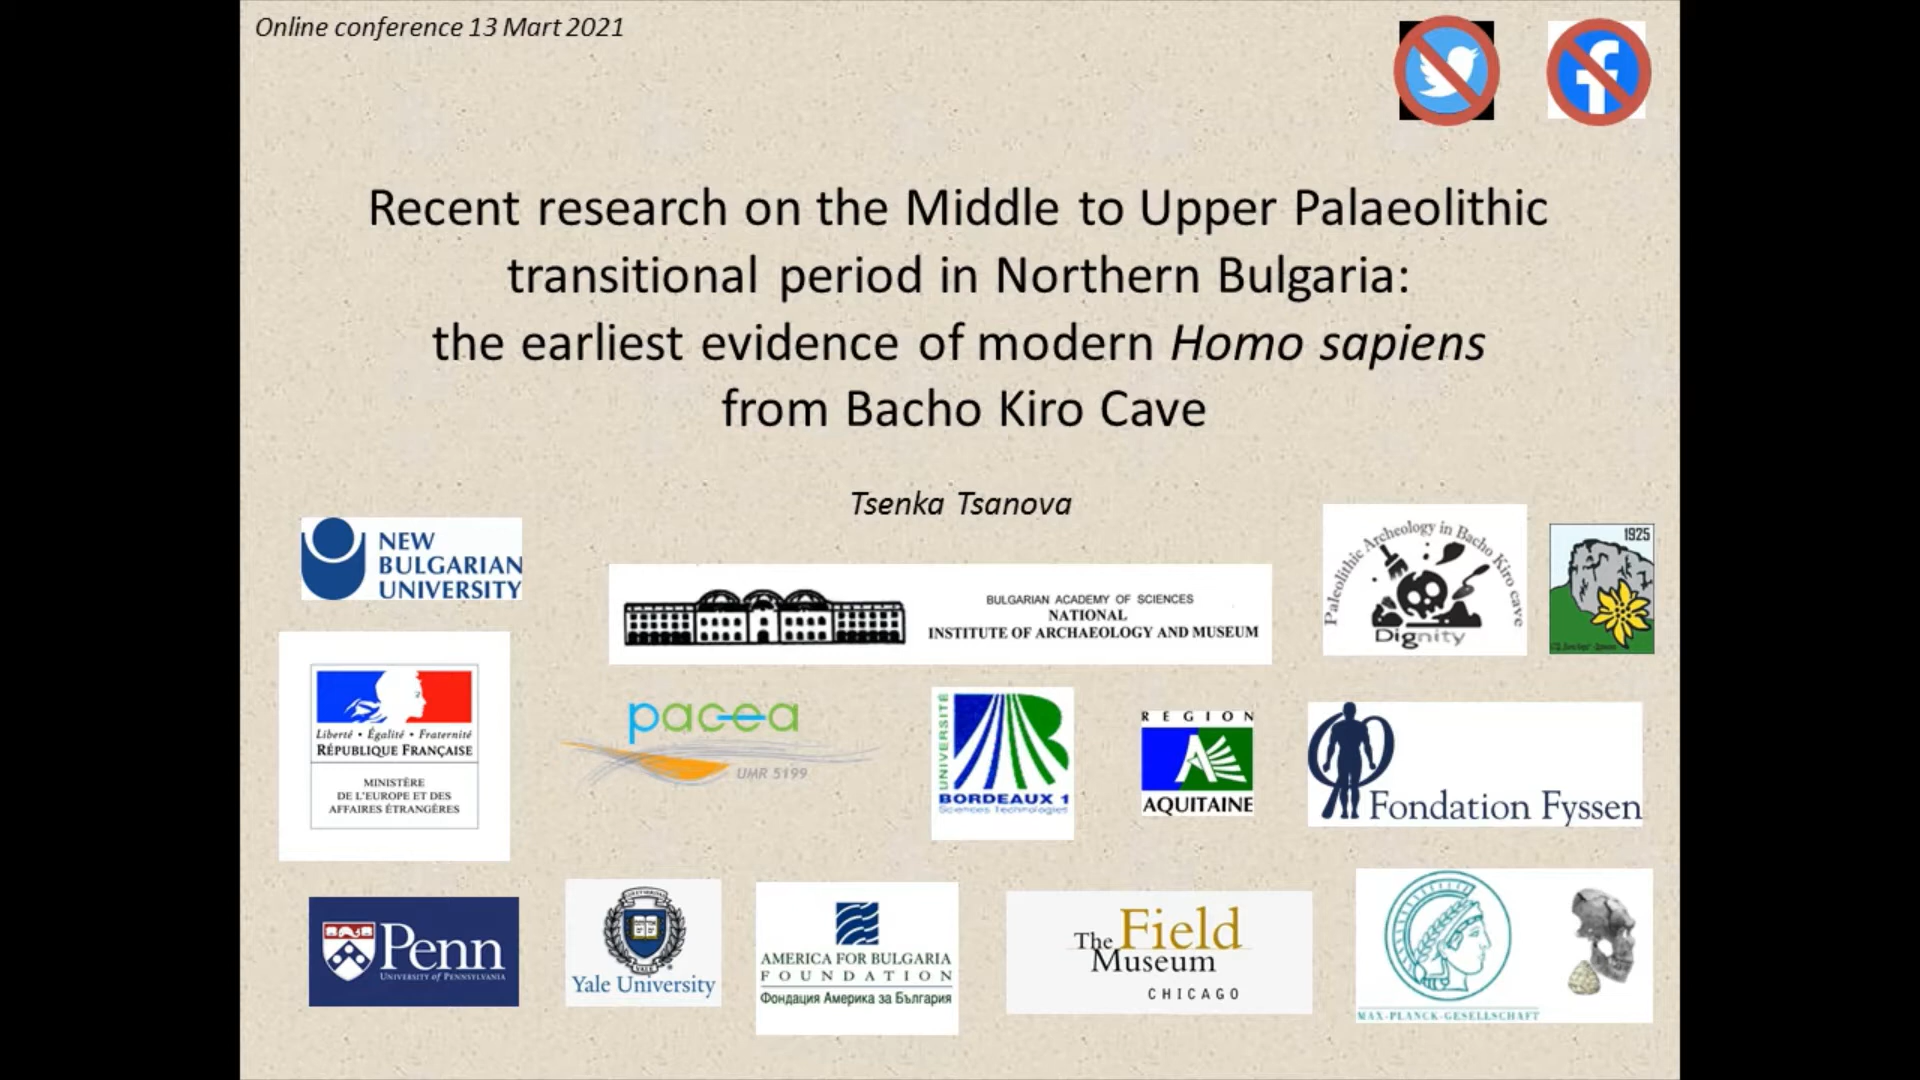 Online conference 13 Mart 2021
Recent research on the Middle to Upper Palaeolithic
transitional period in Northern Bulgaria:
the earliest evidence of modern Homo sapiens
from Bacho Kiro Cave
Tsenka Tsanova
NEW
BULGARIAN
UNIVERSITY
BULGARIAN ACADEMY OF SCIENCES
NATIONAL
INSTITUTE OF ARCHAEOLOGY AND MUSEUM
Paleolithic Archeology in Bacho Kiro cave
Dignity
1925
Liberté • Égalité • Fraternité
RÉPUBLIQUE FRANÇAISE
MINISTÈRE
DE L'EUROPE ET DES
AFFAIRES ÉTRANGÈRES
pacea
UMR 5199
UNIVERSITÉ
BORDEAUX 1
Sciences Technologies
REGION
AQUITAINE
Fondation Fyssen
Penn
UNIVERSITY OF PENNSYLVANIA
YALE
Yale University
AMERICA FOR BULGARIA
FOUNDATION
Фондация Америка за България
The Field
Museum
CHICAGO
MAX-PLANCK-GESELLSCHAFT